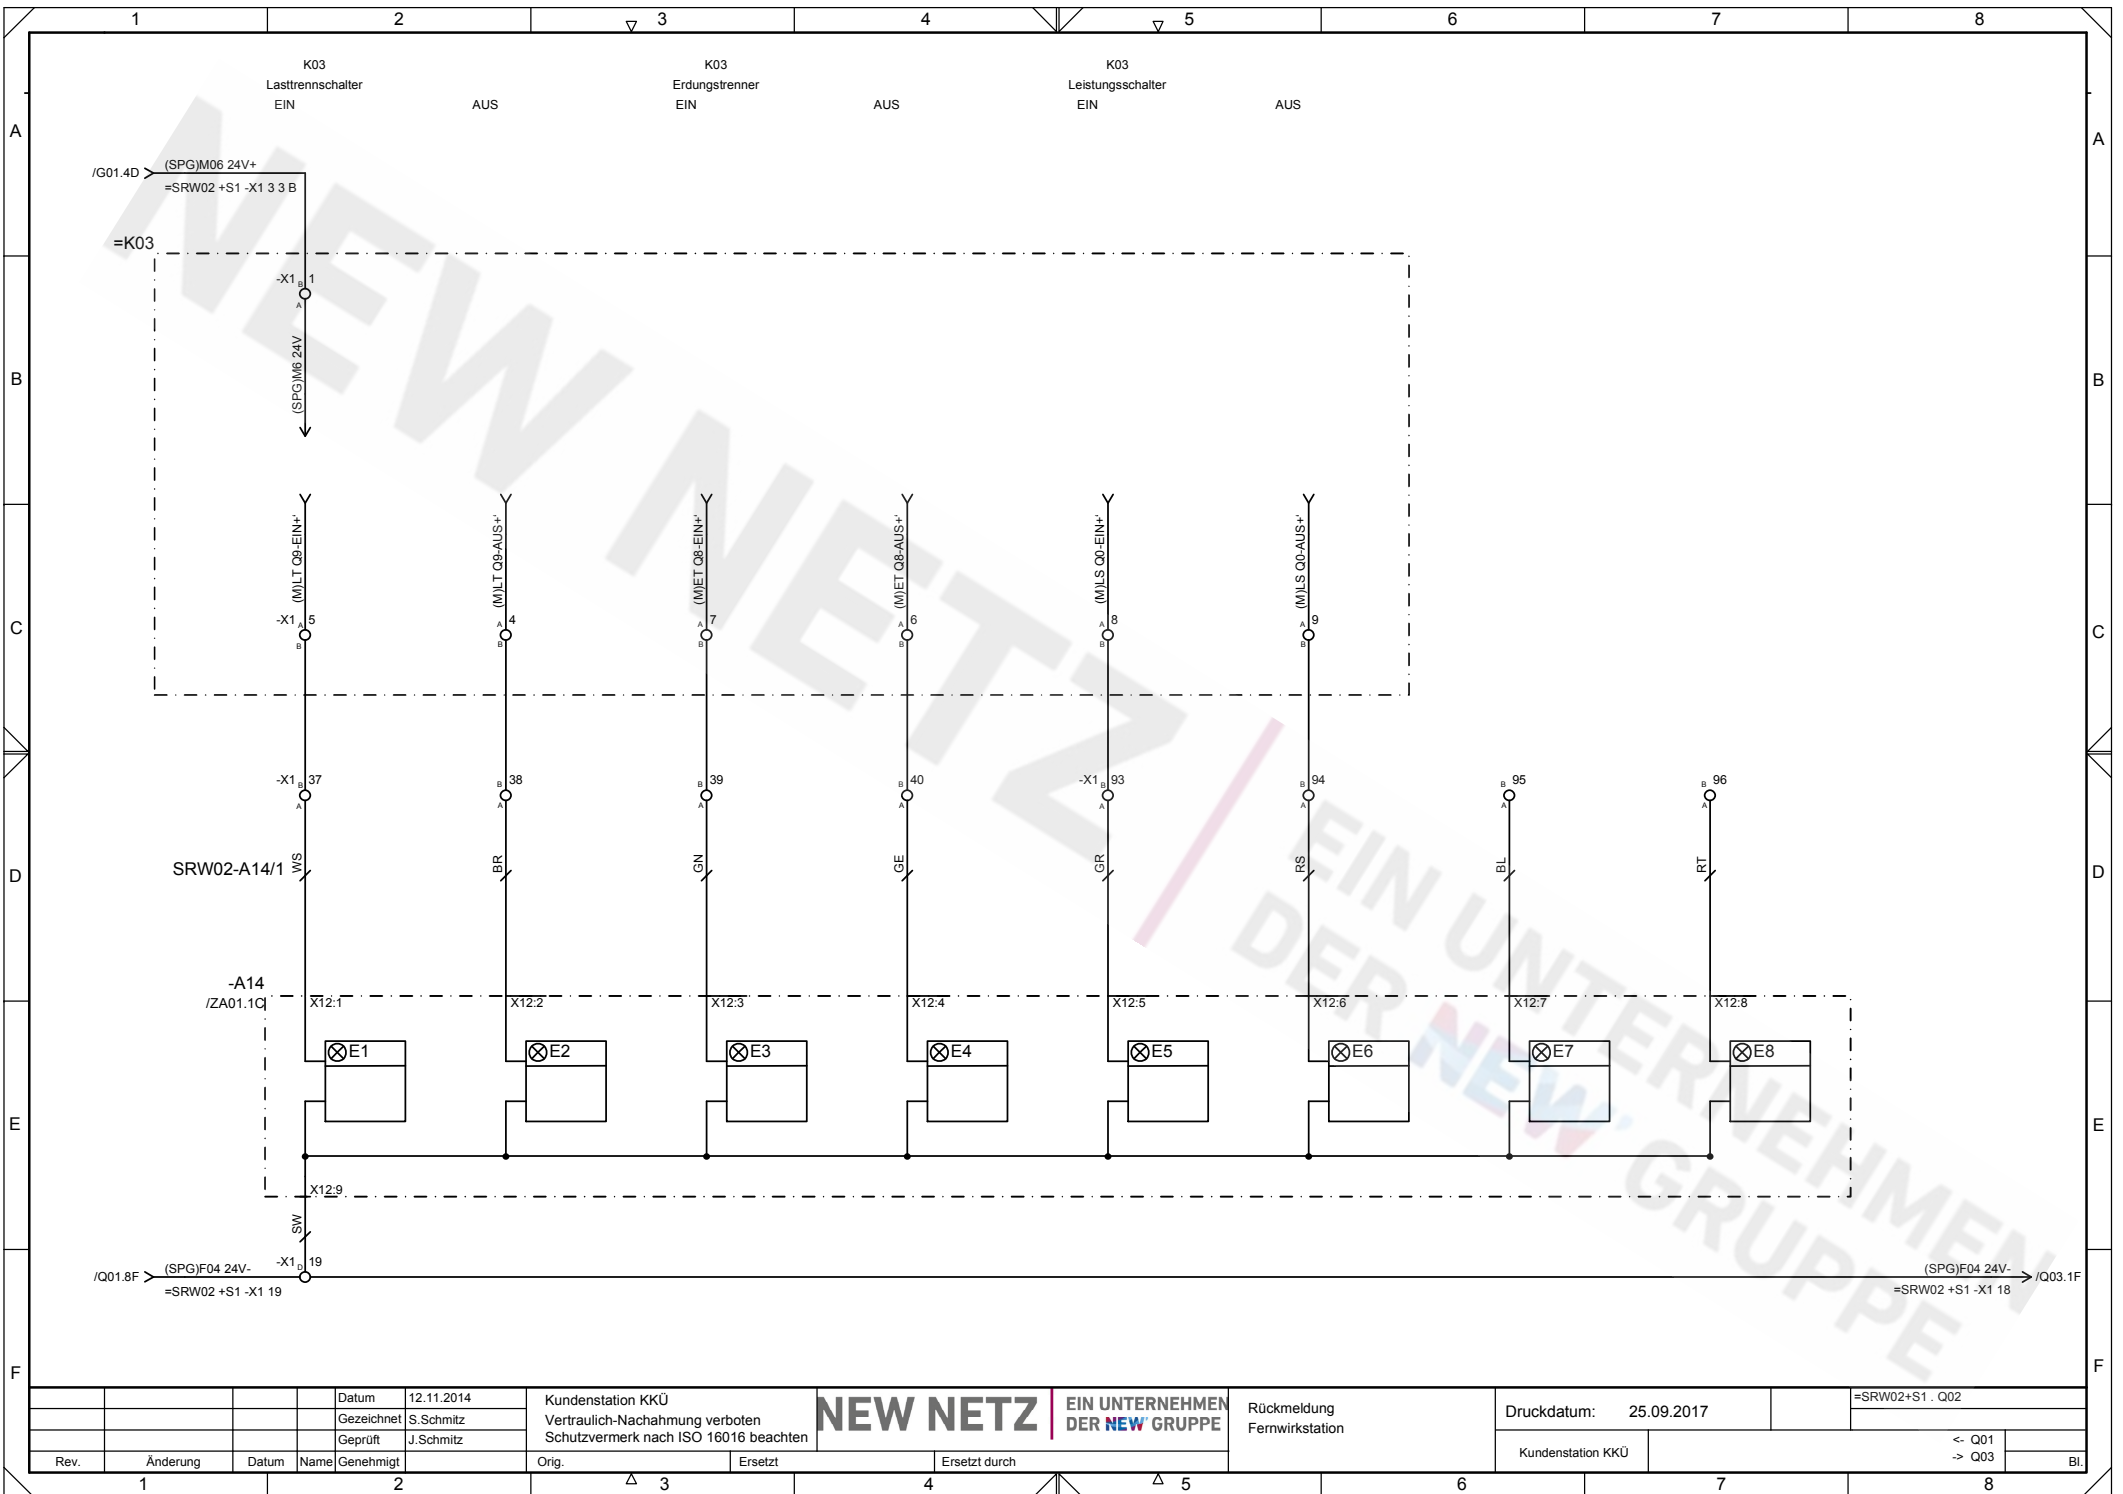 1 2 3 4 5 6 7 8
K03 K03 K03
Lasttrennschalter Erdungstrenner Leistungsschalter
EIN AUS EIN AUS EIN AUS
A A
/G01.4D (SPG)M06 24V+
=SRW02 +S1 -X1 3 3 B
=K03
-X1 B 1
A
(SPG)M6 24V
B B
(M)LT Q9-EIN+' (M)LT Q9-AUS+' (M)ET Q8-EIN+' (M)ET Q8-AUS+' (M)LS Q0-EIN+' (M)LS Q0-AUS+'
-X1 A 5 A 4 A 7 A 6 A 8 A 9
B B B B B B
C C
-X1 B 37 B 38 B 39 B 40 -X1 B 93 B 94 B 95 B 96
A A A A A A A A
SRW02-A14/1 WS BR GN GE GR RS BL RT
D D
-A14
/ZA01.1C X12:1 X12:2 X12:3 X12:4 X12:5 X12:6 X12:7 X12:8
E1 E2 E3 E4 E5 E6 E7 E8
E E
X12:9
SW
-X1 D 19
/Q01.8F (SPG)F04 24V- (SPG)F04 24V- /Q03.1F
=SRW02 +S1 -X1 19 =SRW02 +S1 -X1 18
F F
NEW NETZ
EIN UNTERNEHMEN
DER NEW' GRUPPE
Datum 12.11.2014
Gezeichnet S.Schmitz
Geprüft J.Schmitz
Rev. Änderung Datum Name Genehmigt
Kundenstation KKÜ
Vertraulich-Nachahmung verboten
Schutzvermerk nach ISO 16016 beachten
Orig. Ersetzt Ersetzt durch
NEW NETZ
EIN UNTERNEHMEN
DER NEW' GRUPPE
Rückmeldung
Fernwirkstation
Druckdatum: 25.09.2017
Kundenstation KKÜ
=SRW02+S1 . Q02
<- Q01
-> Q03
Bl.
1 2 3 4 5 6 7 8